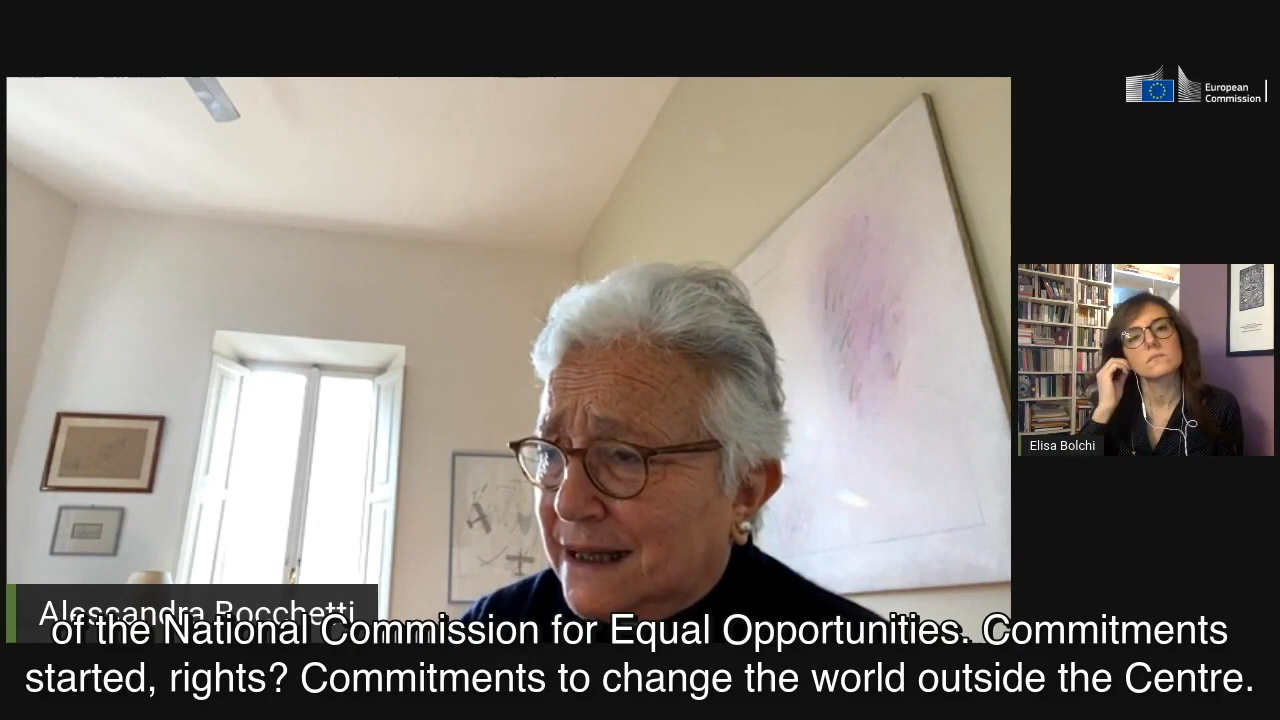 European
Commission
Elisa Bolchi
Alessandra Bocchetti
of the National Commission for Equal Opportunities. Commitments
started, rights? Commitments to change the world outside the Centre.